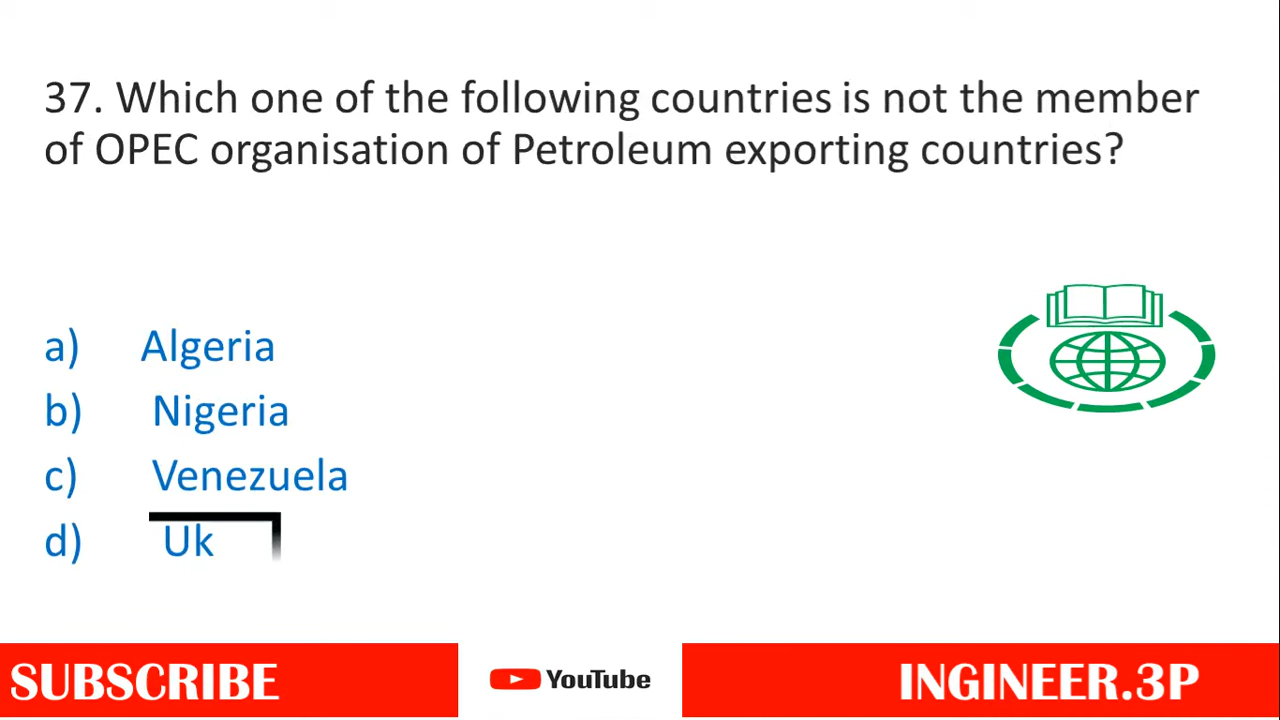 37. Which one of the following countries is not the member
of OPEC organisation of Petroleum exporting countries?
a) Algeria
b) Nigeria
c) Venezuela
d) Uk
SUBSCRIBE YouTube INGINEER.3P